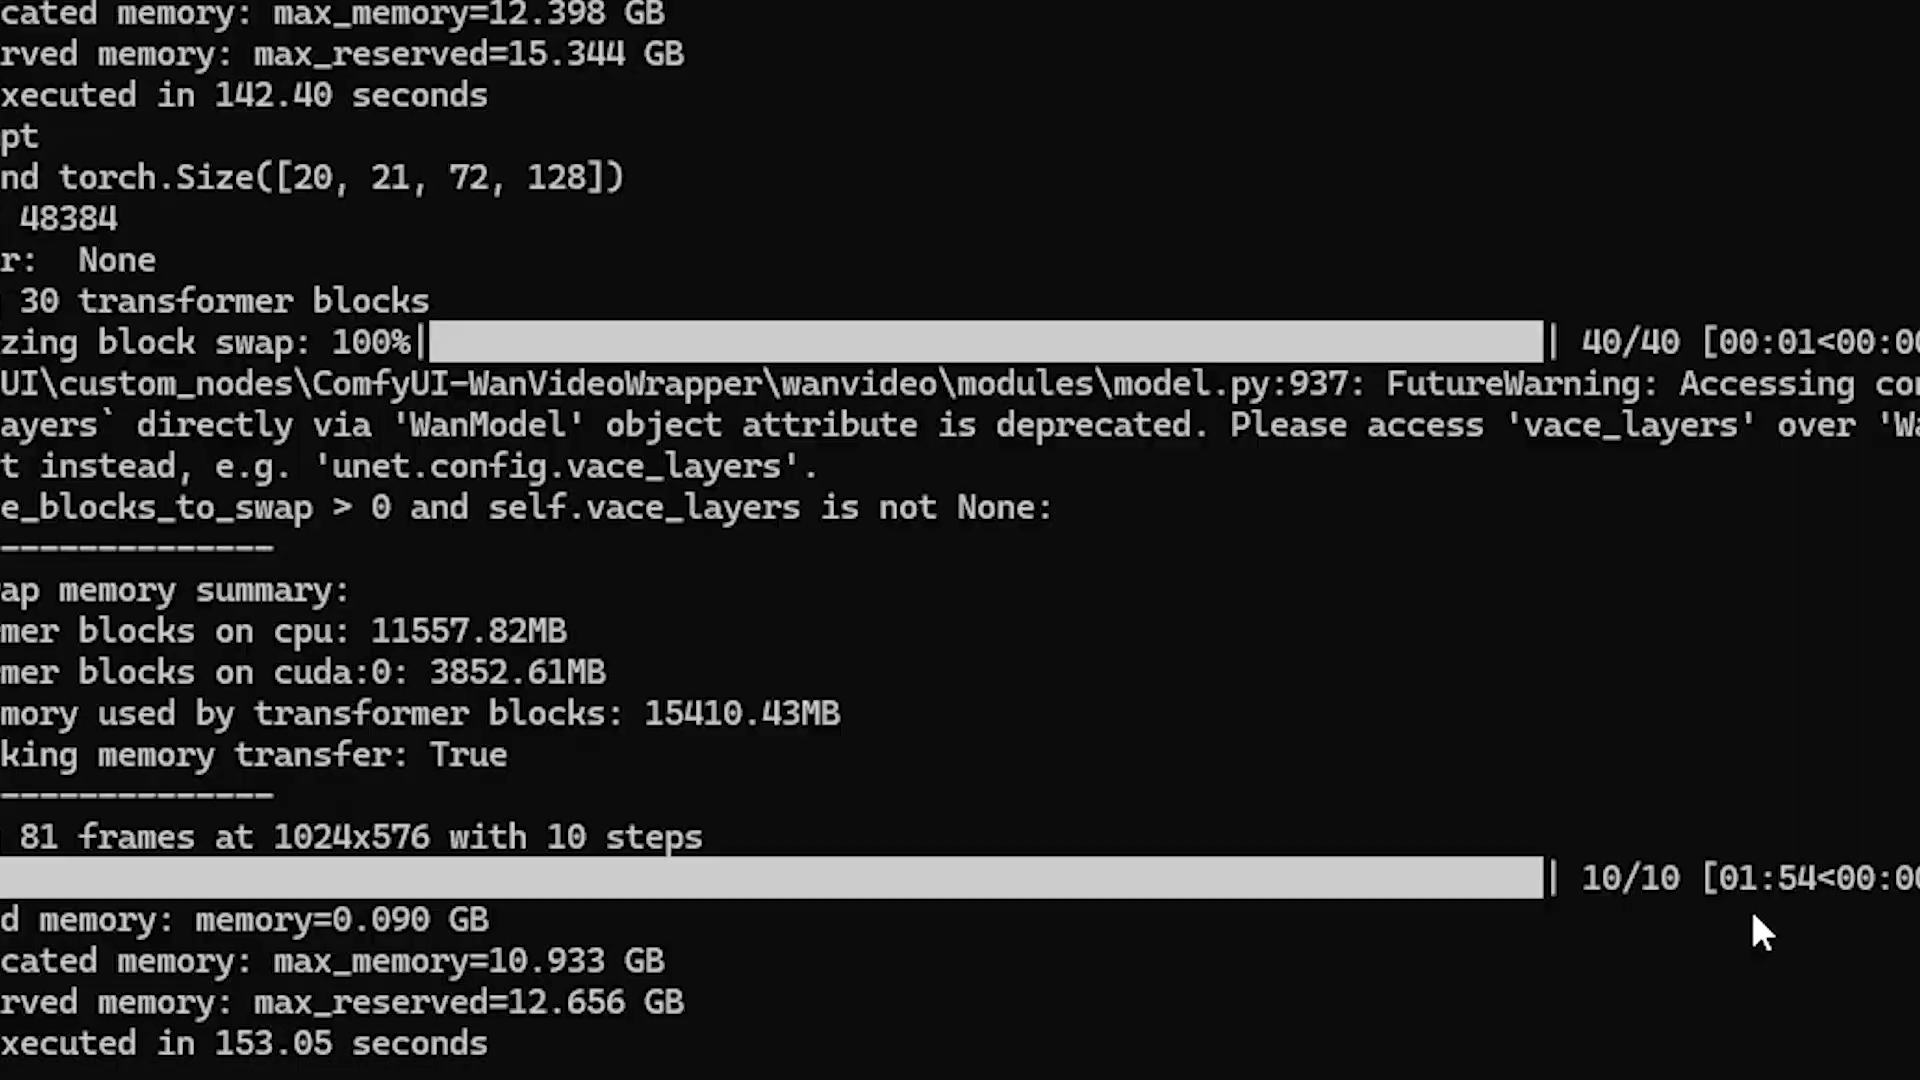 cated memory: max_memory=12.398 GB
rved memory: max_reserved=15.344 GB
xecuted in 142.40 seconds
pt
nd torch.Size([20, 21, 72, 128])
48384
r:  None
30 transformer blocks
zing block swap: 100%| | 40/40 [00:01<00:00
UI\custom_nodes\ComfyUI-WanVideoWrapper\wanvideo\modules\model.py:937: FutureWarning: Accessing co
ayers` directly via 'WanModel' object attribute is deprecated. Please access 'vace_layers' over 'Wa
t instead, e.g. 'unet.config.vace_layers'.
e_blocks_to_swap > 0 and self.vace_layers is not None:
--------------
ap memory summary:
mer blocks on cpu: 11557.82MB
mer blocks on cuda:0: 3852.61MB
mory used by transformer blocks: 15410.43MB
king memory transfer: True
--------------
81 frames at 1024x576 with 10 steps
| 10/10 [01:54<00:00
d memory: memory=0.090 GB
cated memory: max_memory=10.933 GB
rved memory: max_reserved=12.656 GB
xecuted in 153.05 seconds